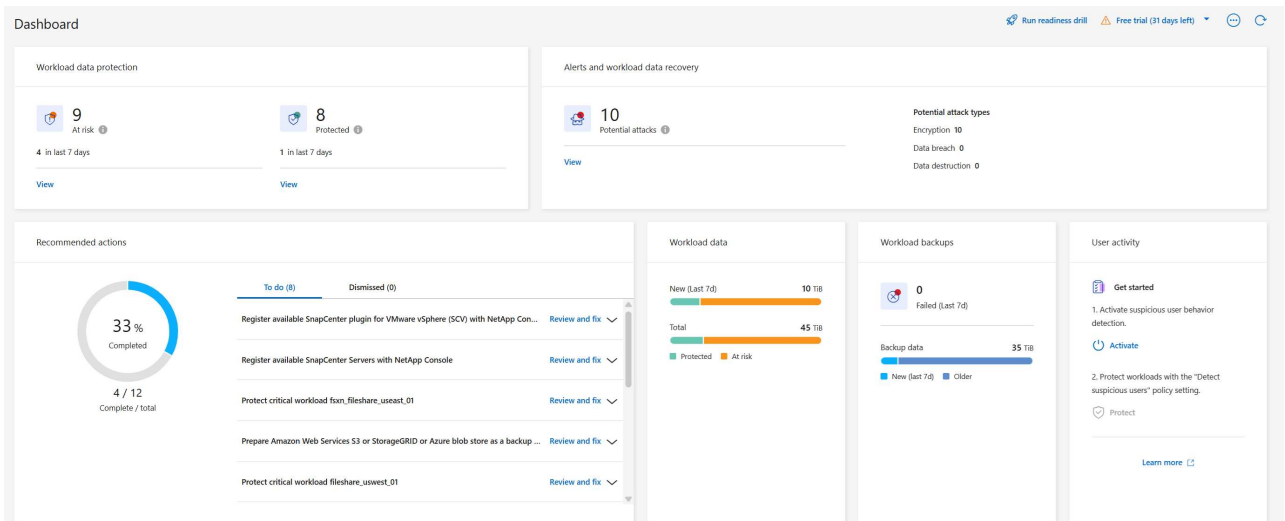 Dashboard
Run readiness drill
Free trial (31 days left)
Workload data protection
9
At risk
4 in last 7 days
View
8
Protected
1 in last 7 days
View
Alerts and workload data recovery
10
Potential attacks
View
Potential attack types
Encryption 10
Data breach 0
Data destruction 0
Recommended actions
33 %
Completed
4 / 12
Complete / total
To do (8)
Dismissed (0)
Register available SnapCenter plugin for VMware vSphere (SCV) with NetApp Con... Review and fix
Register available SnapCenter Servers with NetApp Console Review and fix
Protect critical workload fsxn_fileshare_useast_01 Review and fix
Prepare Amazon Web Services S3 or StorageGRID or Azure blob store as a backup ... Review and fix
Protect critical workload fileshare_uswest_01 Review and fix
Workload data
New (Last 7d) 10 TiB
Total 45 TiB
Protected At risk
Workload backups
0
Failed (Last 7d)
Backup data 35 TiB
New (last 7d) Older
User activity
Get started
1. Activate suspicious user behavior
detection.
Activate
2. Protect workloads with the "Detect
suspicious users" policy setting.
Protect
Learn more